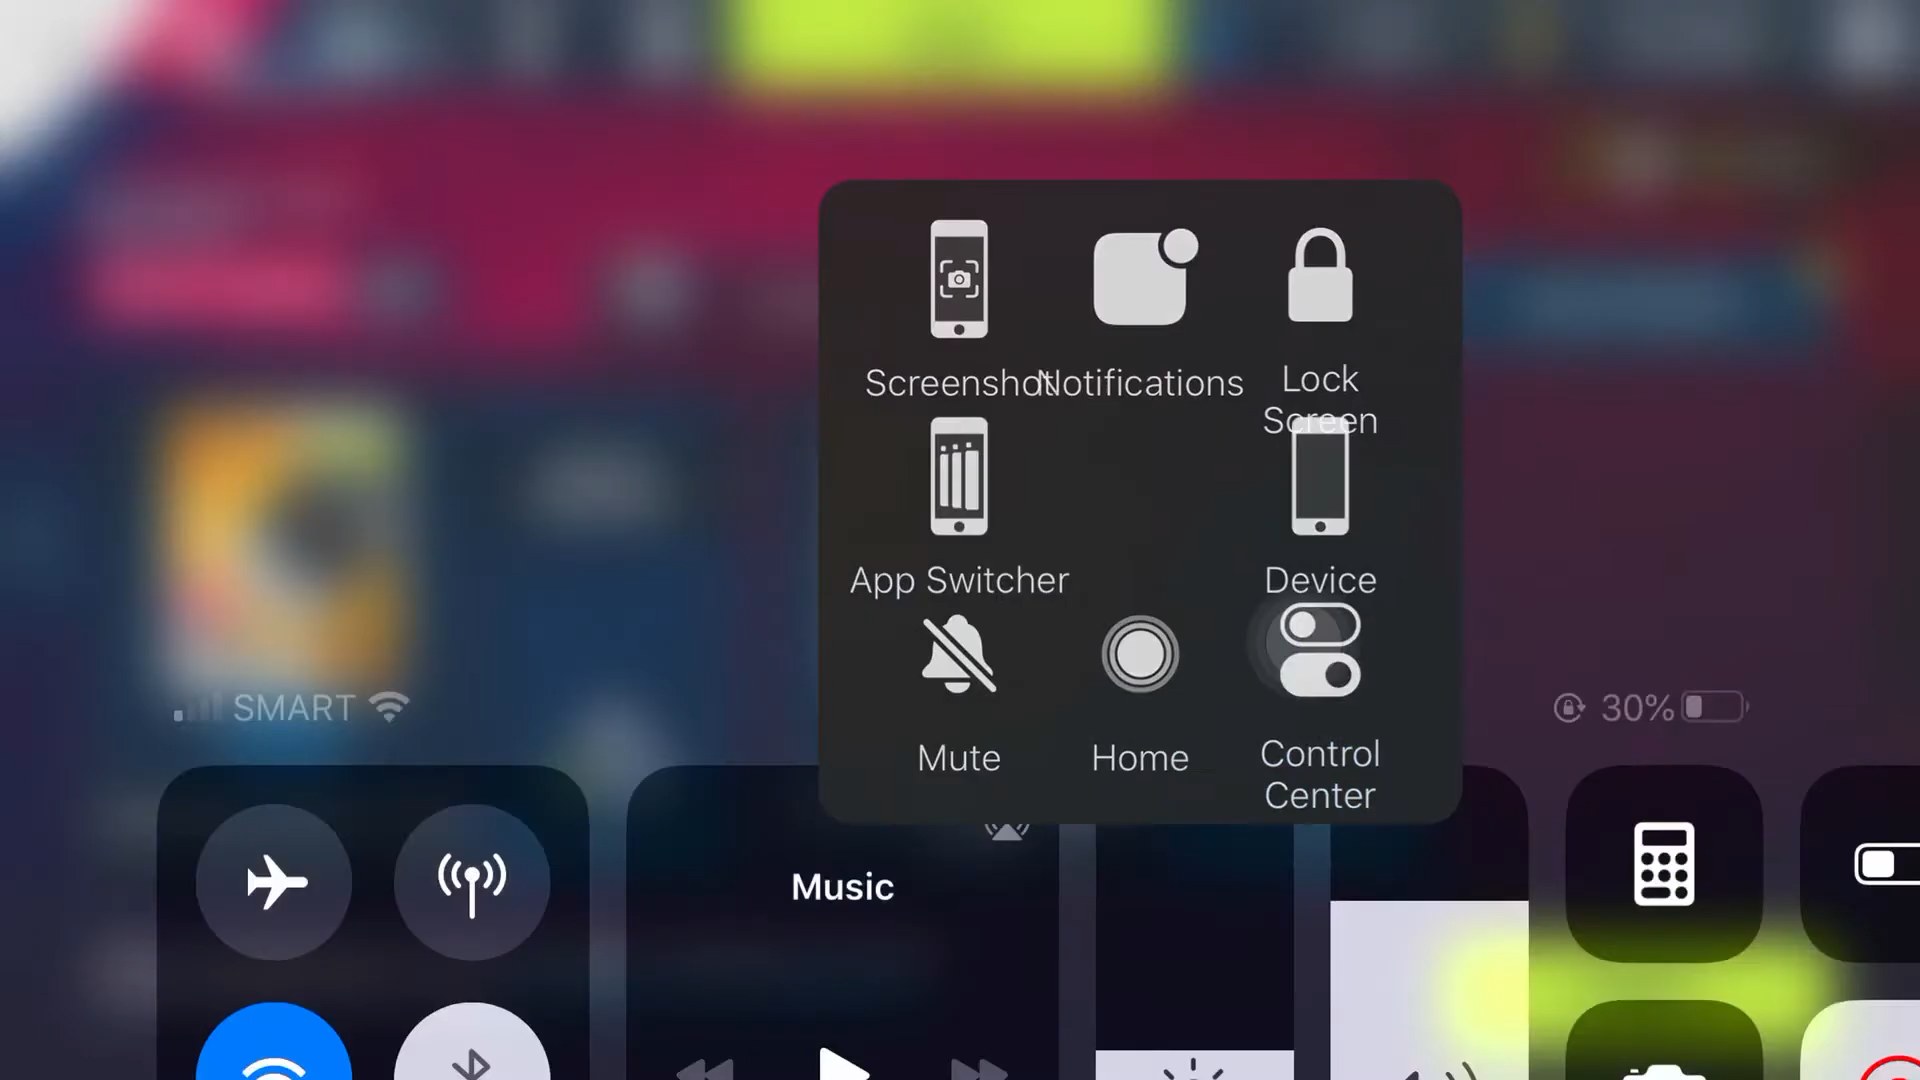 Screenshot
Notifications
Lock
Screen
App Switcher
Device
SMART
30%
Mute
Home
Control
Center
Music